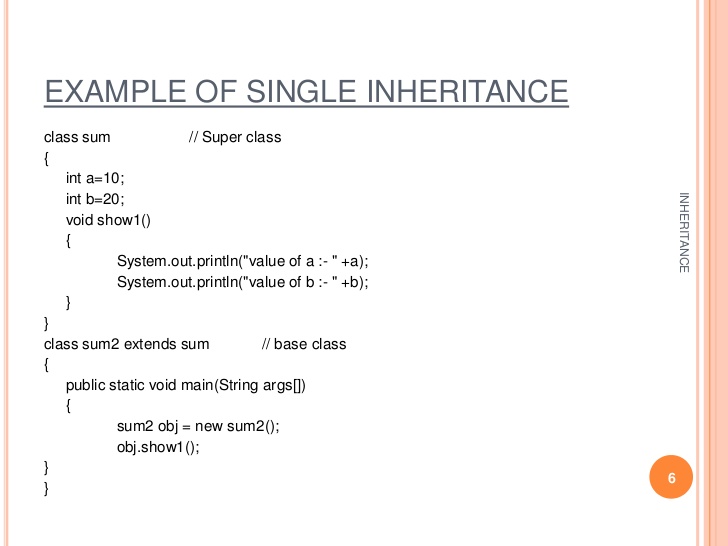 EXAMPLE OF SINGLE INHERITANCE
class sum // Super class
{
int a=10;
int b=20;
void show1()
{
System.out.println("value of a :- " +a);
System.out.println("value of b :- " +b);
}
}
class sum2 extends sum // base class
{
public static void main(String args[])
{
sum2 obj = new sum2();
obj.show1();
}
}
INHERITANCE
6